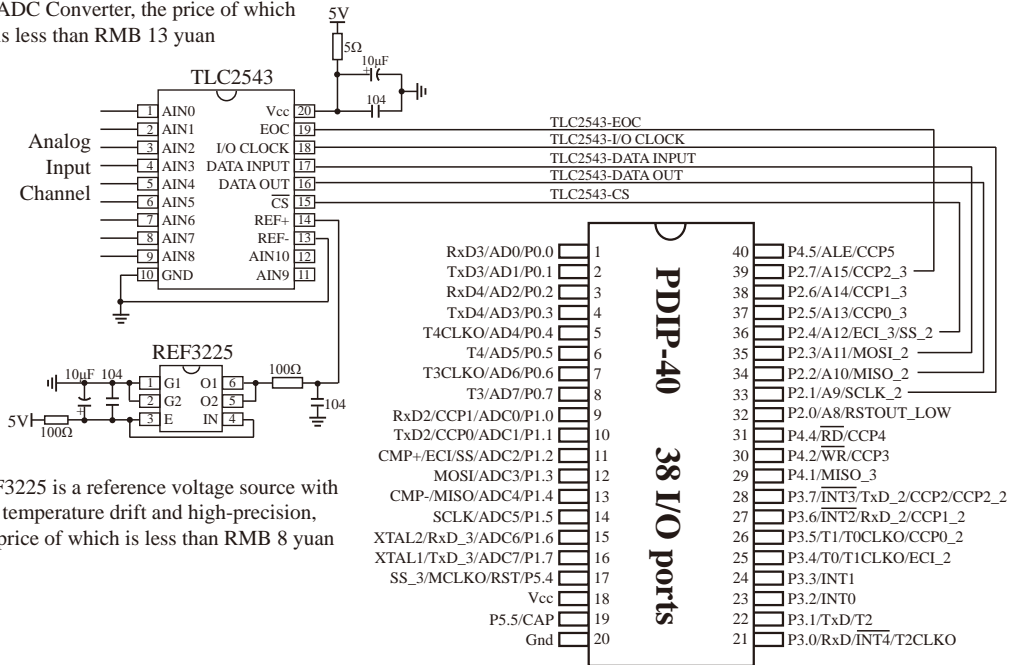 ADC Converter, the price of which
is less than RMB 13 yuan
5V
5Ω
10μF
+
104
TLC2543
Analog
Input
Channel
1 AIN0 Vcc 20
2 AIN1 EOC 19
3 AIN2 I/O CLOCK 18
4 AIN3 DATA INPUT 17
5 AIN4 DATA OUT 16
6 AIN5 CS 15
7 AIN6 REF+ 14
8 AIN7 REF- 13
9 AIN8 AIN10 12
10 GND AIN9 11
TLC2543-EOC
TLC2543-I/O CLOCK
TLC2543-DATA INPUT
TLC2543-DATA OUT
TLC2543-CS
REF3225
10μF 104
+
1 G1 O1 6
2 G2 O2 5
3 E IN 4
100Ω
104
5V
100Ω
F3225 is a reference voltage source with
temperature drift and high-precision,
price of which is less than RMB 8 yuan
PDIP-40 38 I/O ports
RxD3/AD0/P0.0 1
TxD3/AD1/P0.1 2
RxD4/AD2/P0.2 3
TxD4/AD3/P0.3 4
T4CLKO/AD4/P0.4 5
T4/AD5/P0.5 6
T3CLKO/AD6/P0.6 7
T3/AD7/P0.7 8
RxD2/CCP1/ADC0/P1.0 9
TxD2/CCP0/ADC1/P1.1 10
CMP+/ECI/SS/ADC2/P1.2 11
MOSI/ADC3/P1.3 12
CMP-/MISO/ADC4/P1.4 13
SCLK/ADC5/P1.5 14
XTAL2/RxD_3/ADC6/P1.6 15
XTAL1/TxD_3/ADC7/P1.7 16
SS_3/MCLKO/RST/P5.4 17
Vcc 18
P5.5/CAP 19
Gnd 20
40 P4.5/ALE/CCP5
39 P2.7/A15/CCP2_3
38 P2.6/A14/CCP1_3
37 P2.5/A13/CCP0_3
36 P2.4/A12/ECI_3/SS_2
35 P2.3/A11/MOSI_2
34 P2.2/A10/MISO_2
33 P2.1/A9/SCLK_2
32 P2.0/A8/RSTOUT_LOW
31 P4.4/RD/CCP4
30 P4.2/WR/CCP3
29 P4.1/MISO_3
28 P3.7/INT3/TxD_2/CCP2/CCP2_2
27 P3.6/INT2/RxD_2/CCP1_2
26 P3.5/T1/T0CLKO/CCP0_2
25 P3.4/T0/T1CLKO/ECI_2
24 P3.3/INT1
23 P3.2/INT0
22 P3.1/TxD/T2
21 P3.0/RxD/INT4/T2CLKO